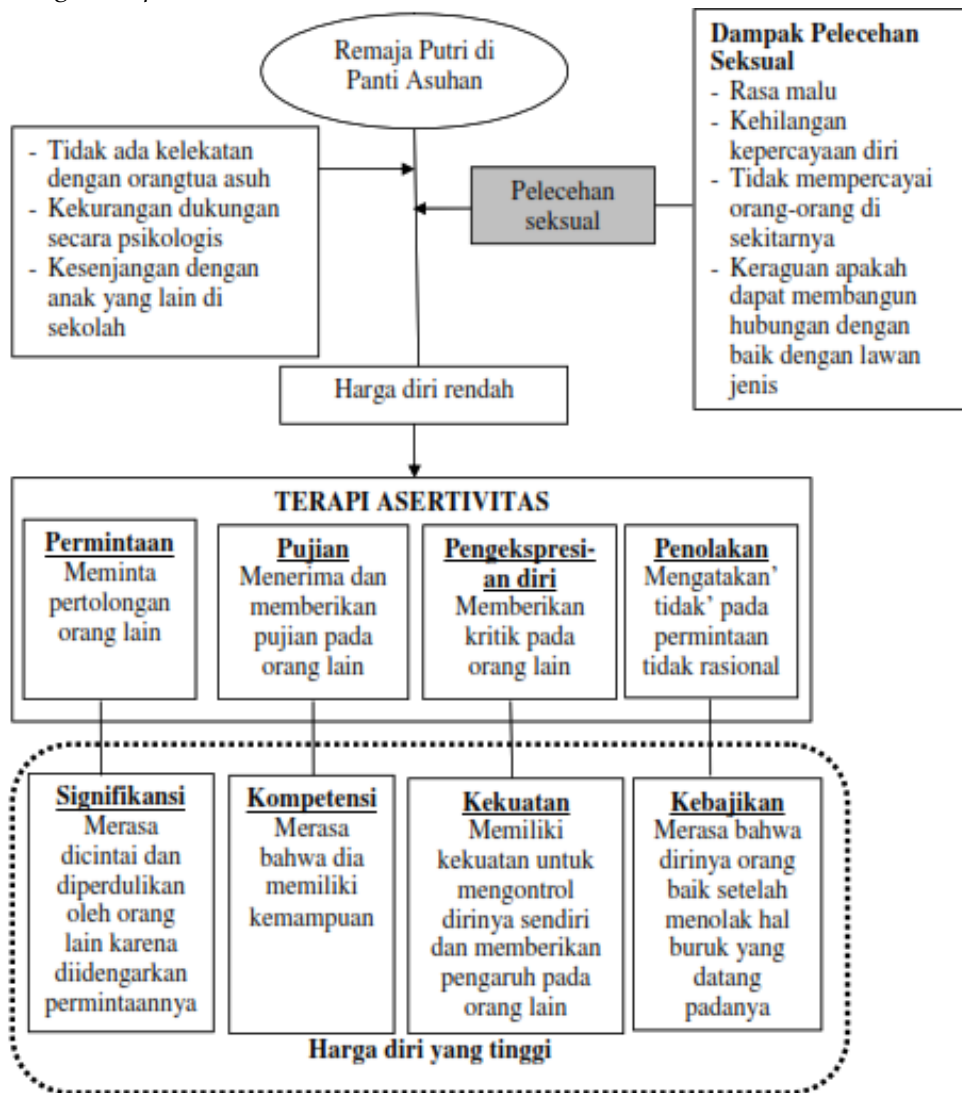 Remaja Putri di
Panti Asuhan
Dampak Pelecehan
Seksual
- Rasa malu
- Kehilangan
kepercayaan diri
- Tidak mempercayai
orang-orang di
sekitarnya
- Keraguan apakah
dapat membangun
hubungan dengan
baik dengan lawan
jenis
- Tidak ada kelekatan
dengan orangtua asuh
- Kekurangan dukungan
secara psikologis
- Kesenjangan dengan
anak yang lain di
sekolah
Pelecehan
seksual
Harga diri rendah
TERAPI ASERTIVITAS
Permintaan
Meminta
pertolongan
orang lain
Pujian
Menerima dan
memberikan
pujian pada
orang lain
Pengekspresi-
an diri
Memberikan
kritik pada
orang lain
Penolakan
Mengatakan’
tidak’ pada
permintaan
tidak rasional
Signifikansi
Merasa
dicintai dan
diperdulikan
oleh orang
lain karena
diidengarkan
permintaannya
Kompetensi
Merasa
bahwa dia
memiliki
kemampuan
Kekuatan
Memiliki
kekuatan untuk
mengontrol
dirinya sendiri
dan memberikan
pengaruh pada
orang lain
Kebajikan
Merasa bahwa
dirinya orang
baik setelah
menolak hal
buruk yang
datang
padanya
Harga diri yang tinggi